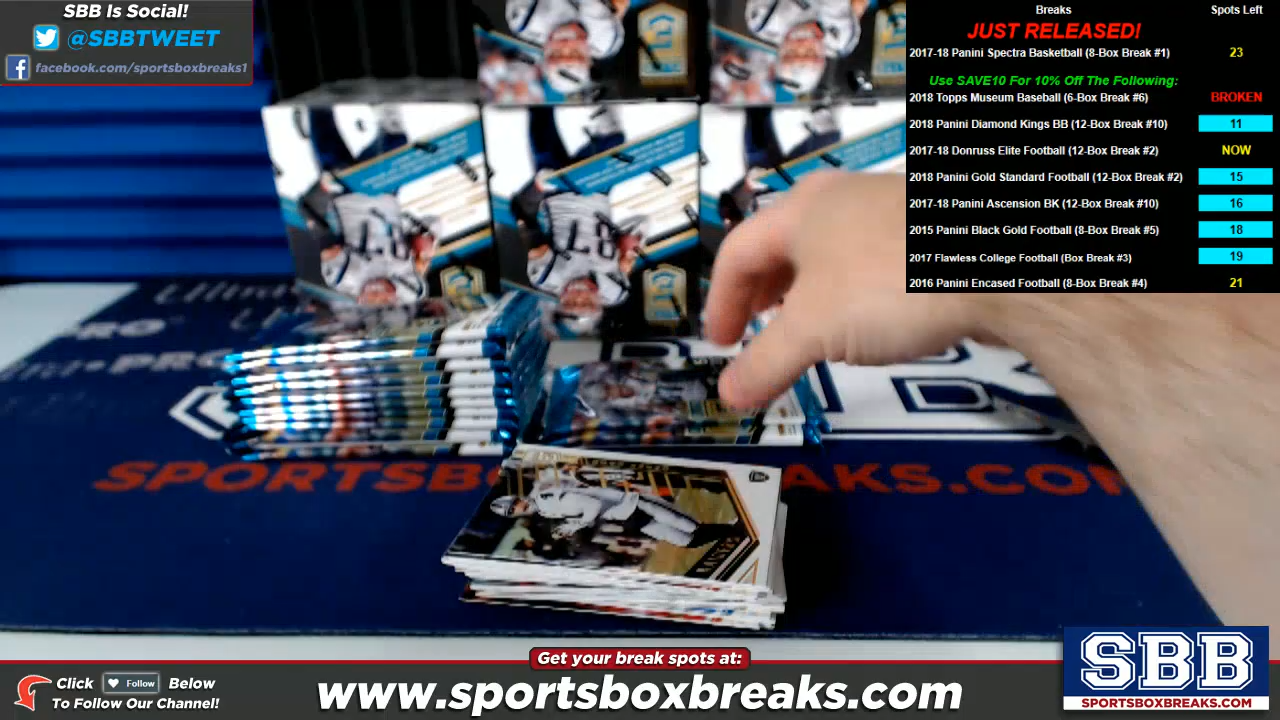 SBB Is Social!
@SBBTWEET
facebook.com/sportsboxbreaks1
Breaks Spots Left
JUST RELEASED!
2017-18 Panini Spectra Basketball (8-Box Break #1) 23
Use SAVE10 For 10% Off The Following:
2018 Topps Museum Baseball (6-Box Break #6) BROKEN
2018 Panini Diamond Kings BB (12-Box Break #10) 11
2017-18 Donruss Elite Football (12-Box Break #2) NOW
2018 Panini Gold Standard Football (12-Box Break #2) 15
2017-18 Panini Ascension BK (12-Box Break #10) 16
2015 Panini Black Gold Football (8-Box Break #5) 18
2017 Flawless College Football (Box Break #3) 19
2016 Panini Encased Football (8-Box Break #4) 21
87
87
PRO
SPORTSBO AKS.COM
RAIDERS
Get your break spots at:
Click Follow Below
To Follow Our Channel!
www.sportsboxbreaks.com
SBB
SPORTSBOXBREAKS.COM